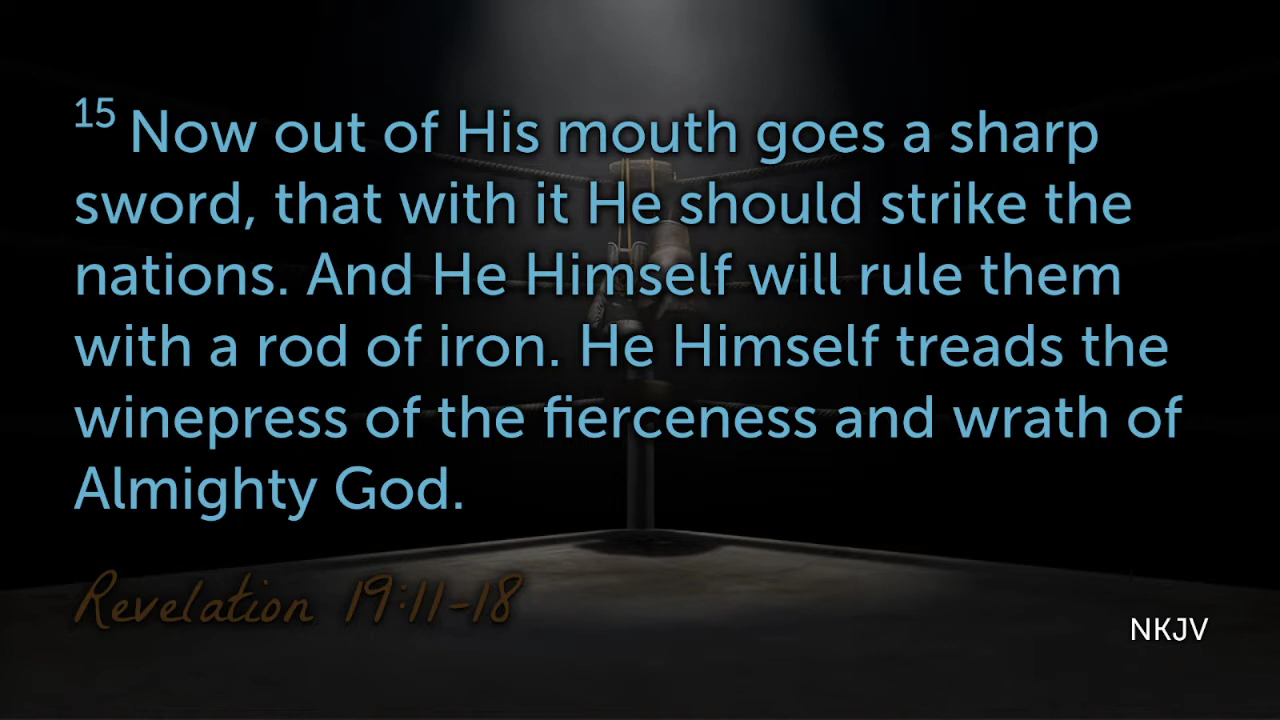 15 Now out of His mouth goes a sharp
sword, that with it He should strike the
nations. And He Himself will rule them
with a rod of iron. He Himself treads the
winepress of the fierceness and wrath of
Almighty God.
Revelation 19:11-18
NKJV